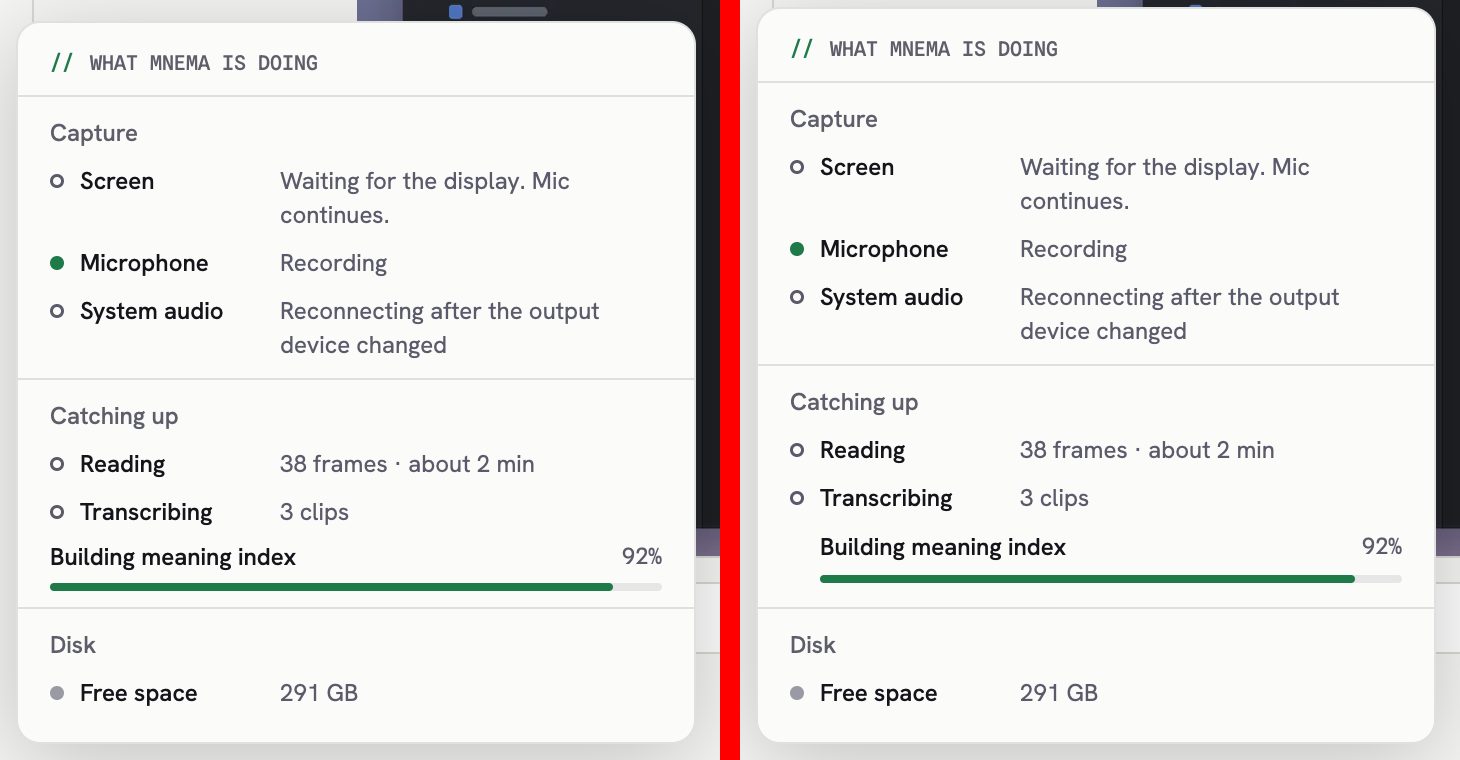 // WHAT MNEMA IS DOING
Capture
Screen Waiting for the display. Mic
continues.
Microphone Recording
System audio Reconnecting after the output
device changed
Catching up
Reading 38 frames · about 2 min
Transcribing 3 clips
Building meaning index 92%
Disk
Free space 291 GB
// WHAT MNEMA IS DOING
Capture
Screen Waiting for the display. Mic
continues.
Microphone Recording
System audio Reconnecting after the output
device changed
Catching up
Reading 38 frames · about 2 min
Transcribing 3 clips
Building meaning index 92%
Disk
Free space 291 GB